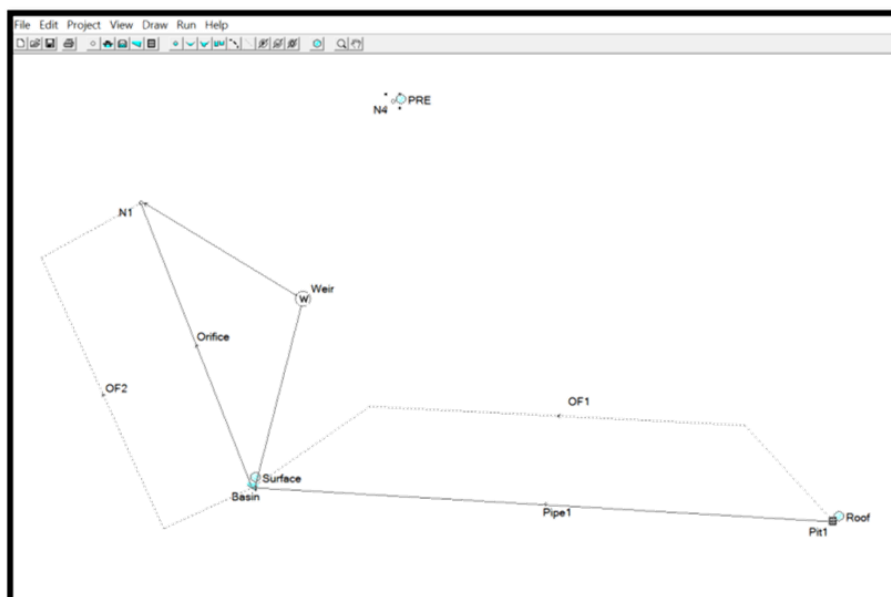 File Edit Project View Draw Run Help
PRE
N4
N1
Weir
W
Orifice
OF2
OF1
Surface
Basin
Pipe1
Roof
Pit1